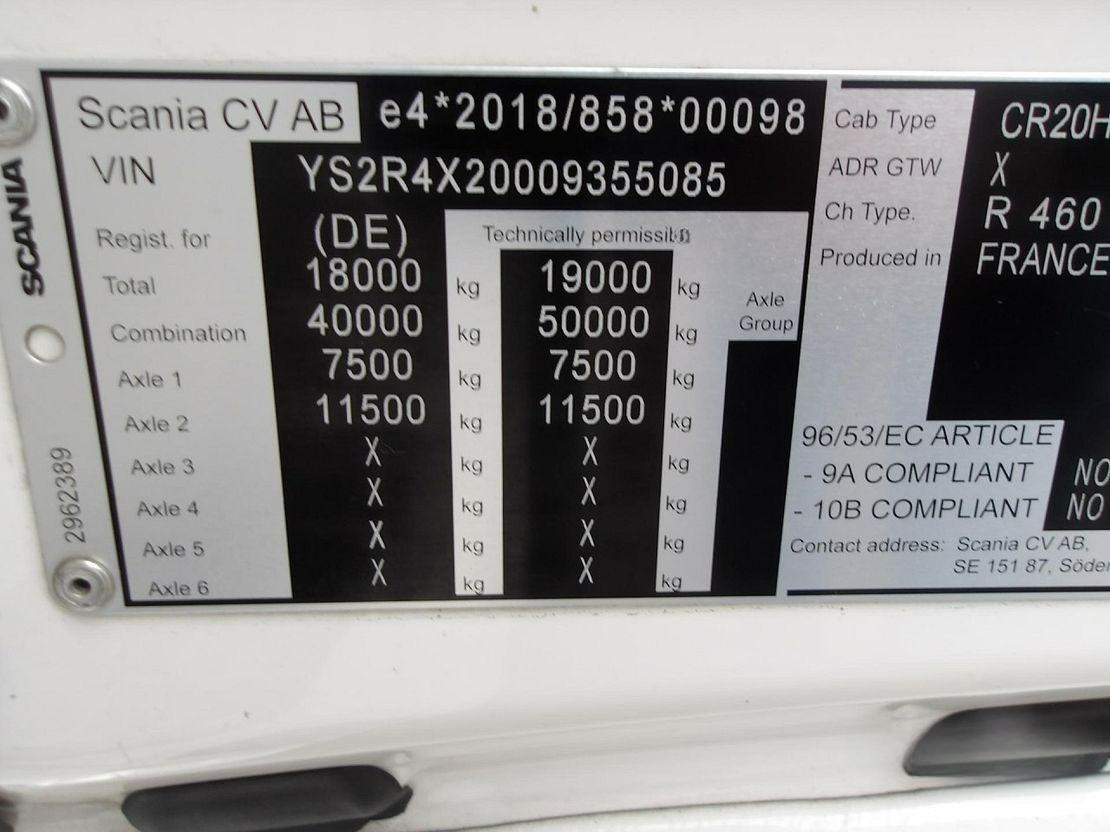 Scania CV AB e4*2018/858*00098
VIN YS2R4X20009355085
Regist. for (DE) Technically permissible
Total 18000 kg 19000 kg
Combination 40000 kg 50000 kg
Axle Group
Axle 1 7500 kg 7500 kg
Axle 2 11500 kg 11500 kg
Axle 3 X kg X kg
Axle 4 X kg X kg
Axle 5 X kg X kg
Axle 6 X kg X kg
Cab Type CR20H
ADR GTW X
Ch Type. R 460
Produced in FRANCE
96/53/EC ARTICLE
- 9A COMPLIANT NO
- 10B COMPLIANT NO
Contact address: Scania CV AB,
SE 151 87, Söder
SCANIA
2962389